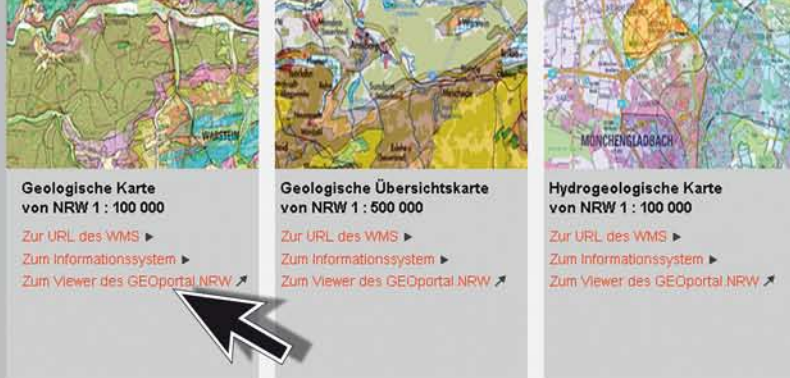 WARSTEIN
Geologische Karte
von NRW 1 : 100 000
Zur URL des WMS ►
Zum Informationssystem ►
Zum Viewer des GEOportal.NRW ↗
Geologische Übersichtskarte
von NRW 1 : 500 000
Zur URL des WMS ►
Zum Informationssystem ►
Zum Viewer des GEOportal.NRW ↗
MÖNCHENGLADBACH
Hydrogeologische Karte
von NRW 1 : 100 000
Zur URL des WMS ►
Zum Informationssystem ►
Zum Viewer des GEOportal.NRW ↗